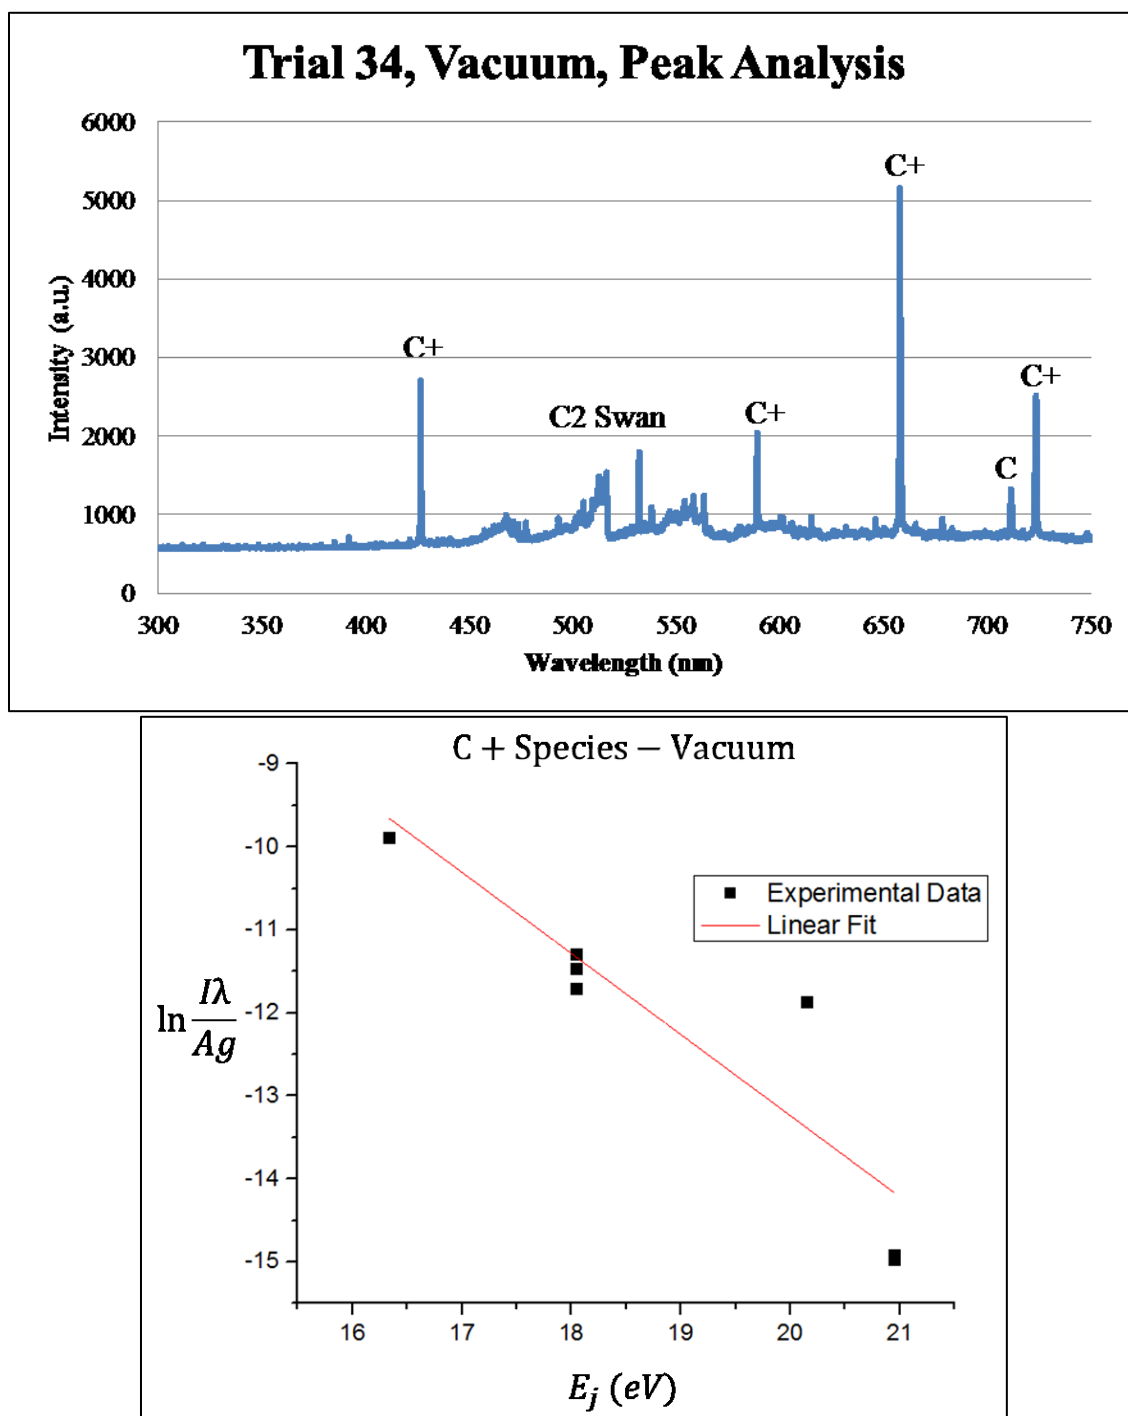 Trial 34, Vacuum, Peak Analysis
6000
5000
4000
3000
2000
1000
0
Intensity (a.u.)
C+
C2 Swan
C+
C+
C
C+
300 350 400 450 500 550 600 650 700 750
Wavelength (nm)
C + Species – Vacuum
-9
-10
-11
-12
-13
-14
-15
ln Iλ/Ag
Experimental Data
Linear Fit
16 17 18 19 20 21
E_j (eV)